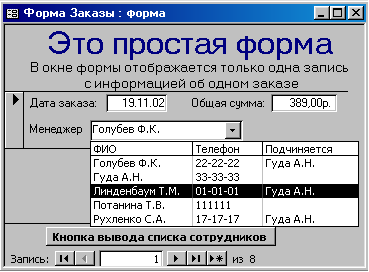 Форма Заказы : форма
Это простая форма
В окне формы отображается только одна запись
с информацией об одном заказе
Дата заказа: 19.11.02 Общая сумма: 389,00р.
Менеджер Голубев Ф.К.
ФИО Телефон Подчиняется
Голубев Ф.К. 22-22-22 Гуда А.Н.
Гуда А.Н. 33-33-33
Линденбаум Т.М. 01-01-01 Гуда А.Н.
Потанина Т.В. 111111
Рухленко С.А. 17-17-17 Гуда А.Н.
Кнопка вывода списка сотрудников
Запись: 1 из 8